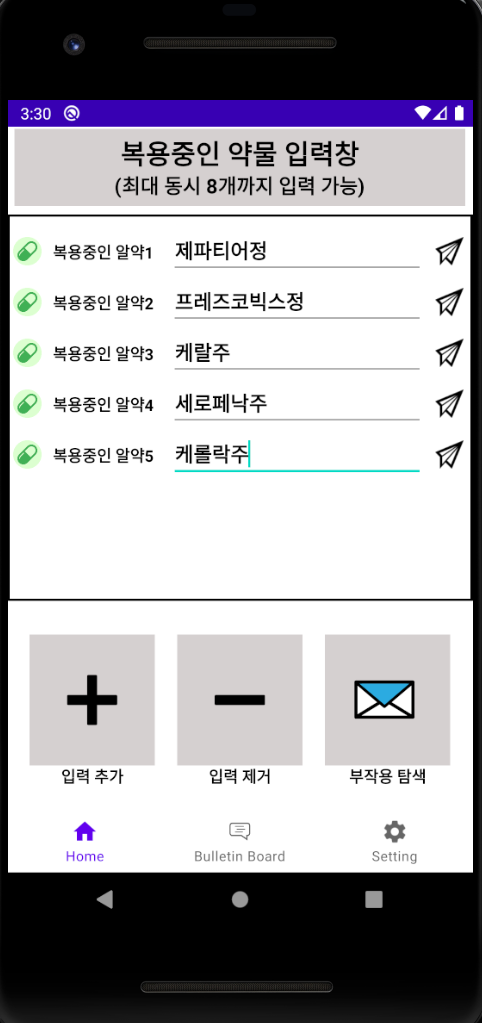 3:30
복용중인 약물 입력창
(최대 동시 8개까지 입력 가능)
복용중인 알약1 제파티어정
복용중인 알약2 프레즈코빅스정
복용중인 알약3 케랄주
복용중인 알약4 세로페낙주
복용중인 알약5 케롤락주
입력 추가 입력 제거 부작용 탐색
Home Bulletin Board Setting